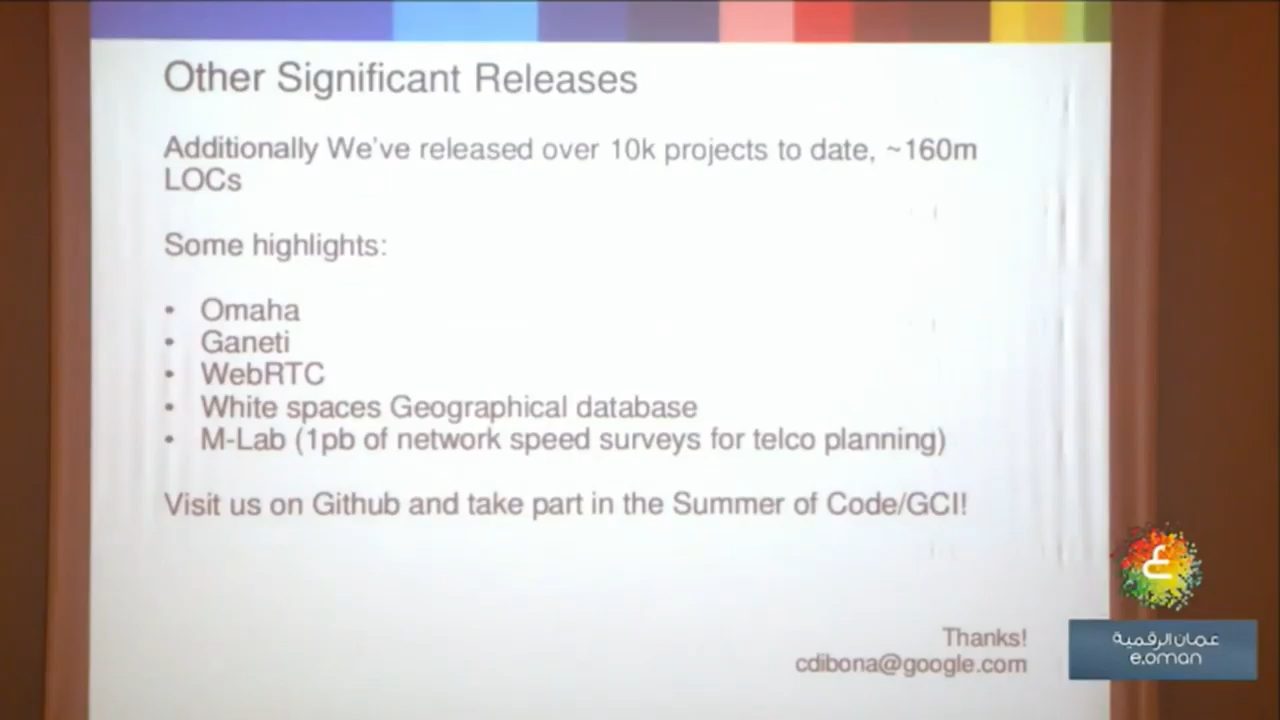 Other Significant Releases
Additionally We've released over 10k projects to date, ~160m
LOCs
Some highlights:
• Omaha
• Ganeti
• WebRTC
• White spaces Geographical database
• M-Lab (1pb of network speed surveys for telco planning)
Visit us on Github and take part in the Summer of Code/GCI!
Thanks!
cdibona@google.com
ع
عمان الرقمية
e.oman